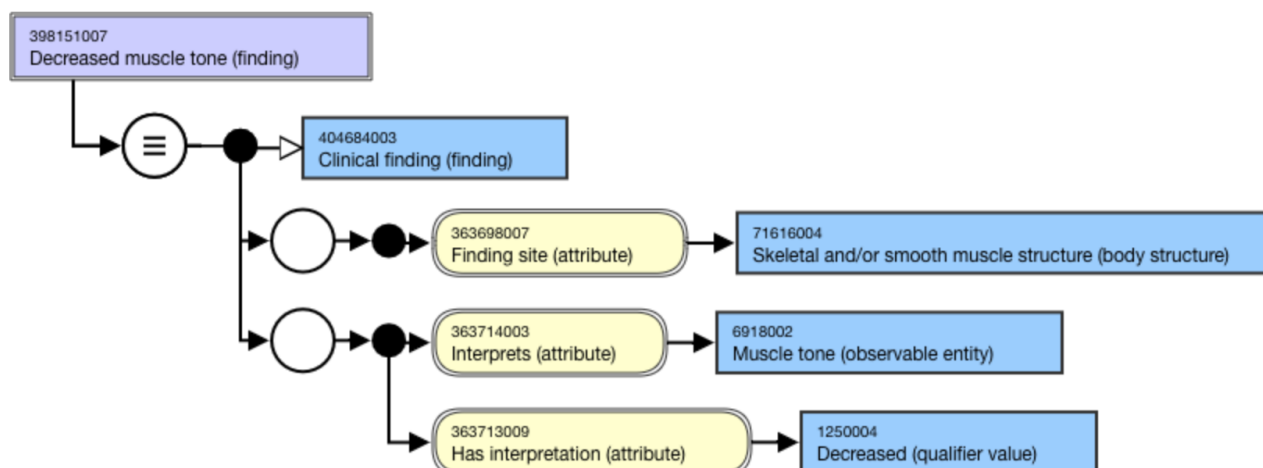 398151007
Decreased muscle tone (finding)
404684003
Clinical finding (finding)
363698007
Finding site (attribute)
71616004
Skeletal and/or smooth muscle structure (body structure)
363714003
Interprets (attribute)
6918002
Muscle tone (observable entity)
363713009
Has interpretation (attribute)
1250004
Decreased (qualifier value)